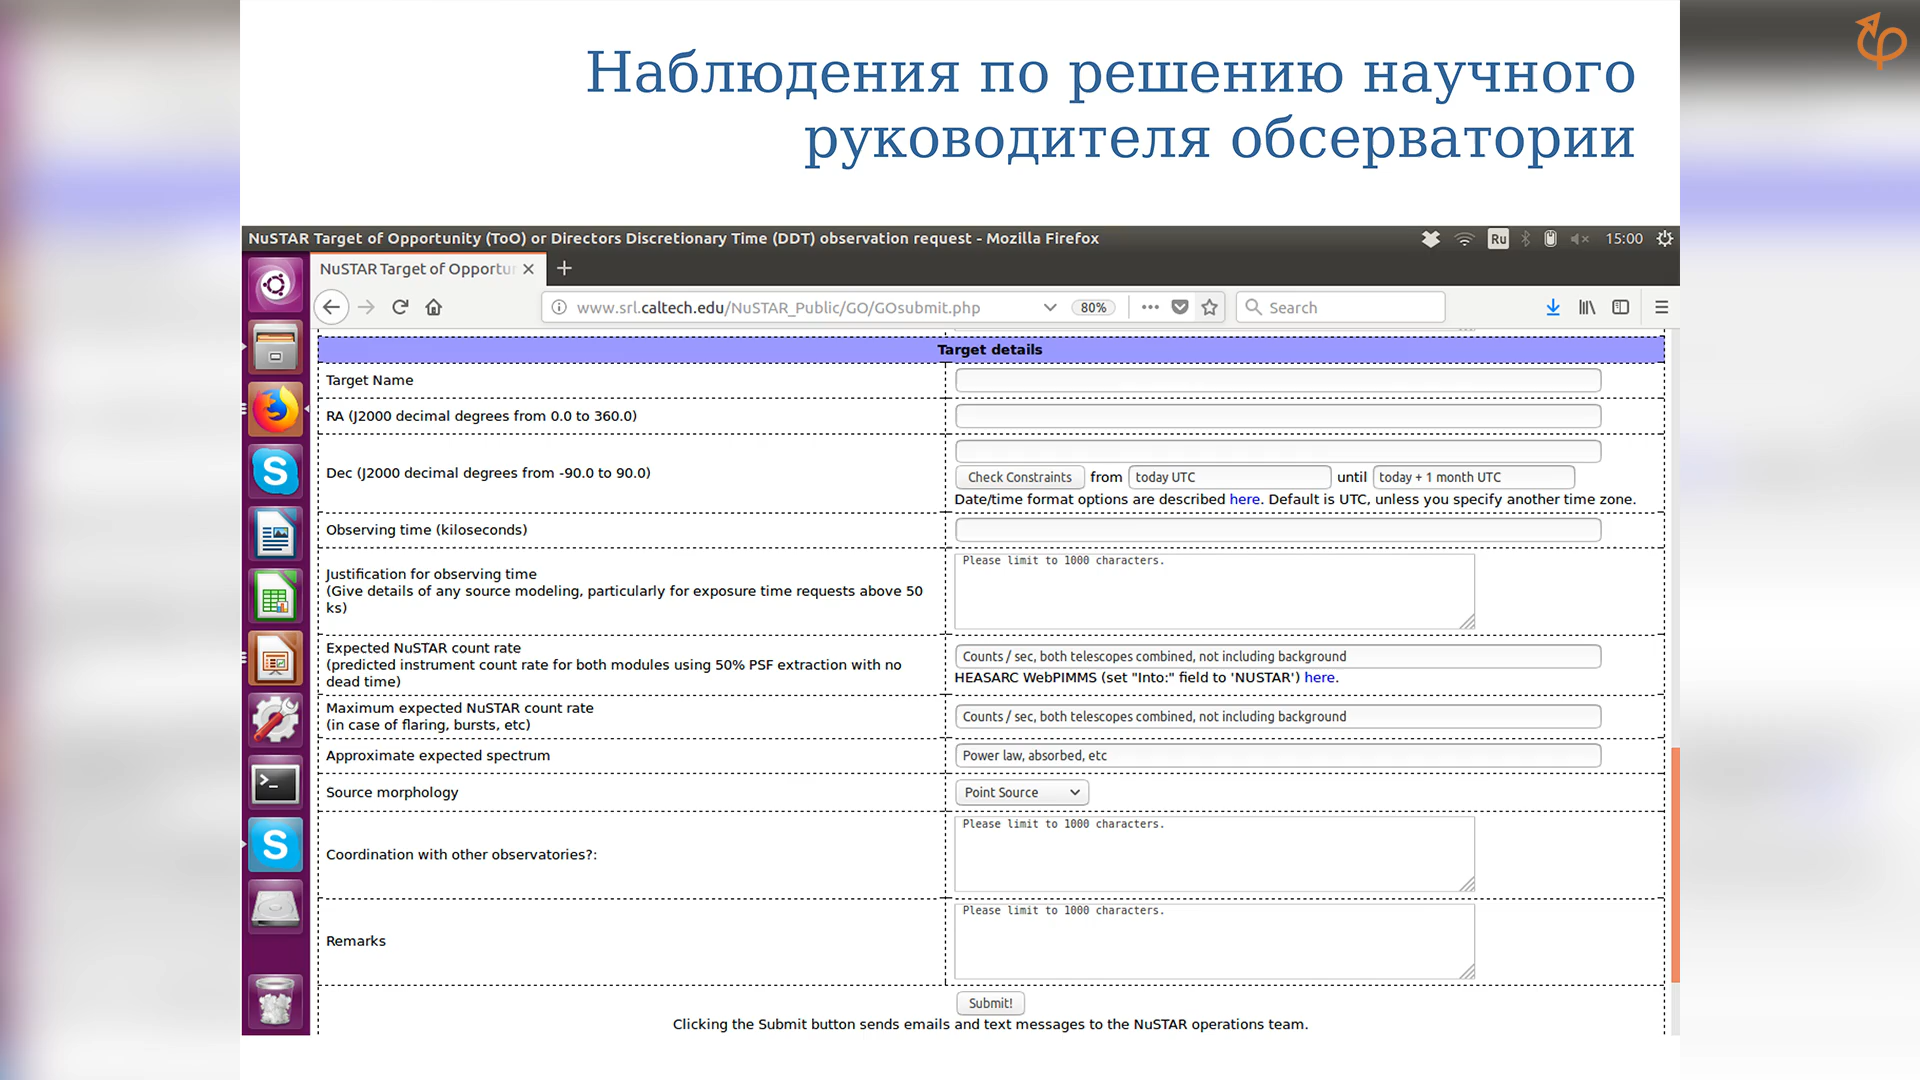 Наблюдения по решению научного
руководителя обсерватории
NuSTAR Target of Opportunity (ToO) or Directors Discretionary Time (DDT) observation request - Mozilla Firefox
Ru
15:00
NuSTAR Target of Opportu
www.srl.caltech.edu/NuSTAR_Public/GO/GOsubmit.php
80%
Search
Target details
Target Name
RA (J2000 decimal degrees from 0.0 to 360.0)
Dec (J2000 decimal degrees from -90.0 to 90.0)
Check Constraints from today UTC until today + 1 month UTC
Date/time format options are described here. Default is UTC, unless you specify another time zone.
Observing time (kiloseconds)
Justification for observing time
(Give details of any source modeling, particularly for exposure time requests above 50
ks)
Please limit to 1000 characters.
Expected NuSTAR count rate
(predicted instrument count rate for both modules using 50% PSF extraction with no
dead time)
Counts / sec, both telescopes combined, not including background
HEASARC WebPIMMS (set "Into:" field to 'NUSTAR') here.
Maximum expected NuSTAR count rate
(in case of flaring, bursts, etc)
Counts / sec, both telescopes combined, not including background
Approximate expected spectrum
Power law, absorbed, etc
Source morphology
Point Source
Coordination with other observatories?:
Please limit to 1000 characters.
Remarks
Please limit to 1000 characters.
Submit!
Clicking the Submit button sends emails and text messages to the NuSTAR operations team.